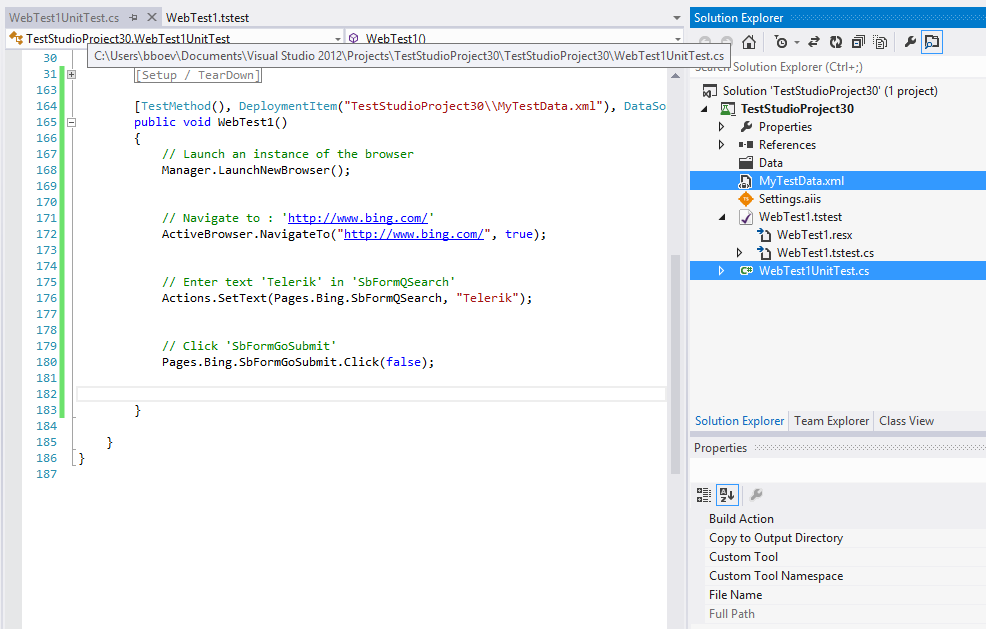 WebTest1UnitTest.cs
WebTest1.tstest
TestStudioProject30.WebTest1UnitTest
WebTest1()
C:\Users\bboev\Documents\Visual Studio 2012\Projects\TestStudioProject30\TestStudioProject30\WebTest1UnitTest.cs
30
31 [Setup / TearDown]
163
164 [TestMethod(), DeploymentItem("TestStudioProject30\\MyTestData.xml"), DataSo
165 public void WebTest1()
166 {
167 // Launch an instance of the browser
168 Manager.LaunchNewBrowser();
169
170
171 // Navigate to : 'http://www.bing.com/'
172 ActiveBrowser.NavigateTo("http://www.bing.com/", true);
173
174
175 // Enter text 'Telerik' in 'SbFormQSearch'
176 Actions.SetText(Pages.Bing.SbFormQSearch, "Telerik");
177
178
179 // Click 'SbFormGoSubmit'
180 Pages.Bing.SbFormGoSubmit.Click(false);
181
182
183 }
184
185 }
186 }
187
Solution Explorer
Search Solution Explorer (Ctrl+;)
Solution 'TestStudioProject30' (1 project)
TestStudioProject30
Properties
References
Data
MyTestData.xml
Settings.aiis
WebTest1.tstest
WebTest1.resx
WebTest1.tstest.cs
C# WebTest1UnitTest.cs
Solution Explorer
Team Explorer
Class View
Properties
Build Action
Copy to Output Directory
Custom Tool
Custom Tool Namespace
File Name
Full Path